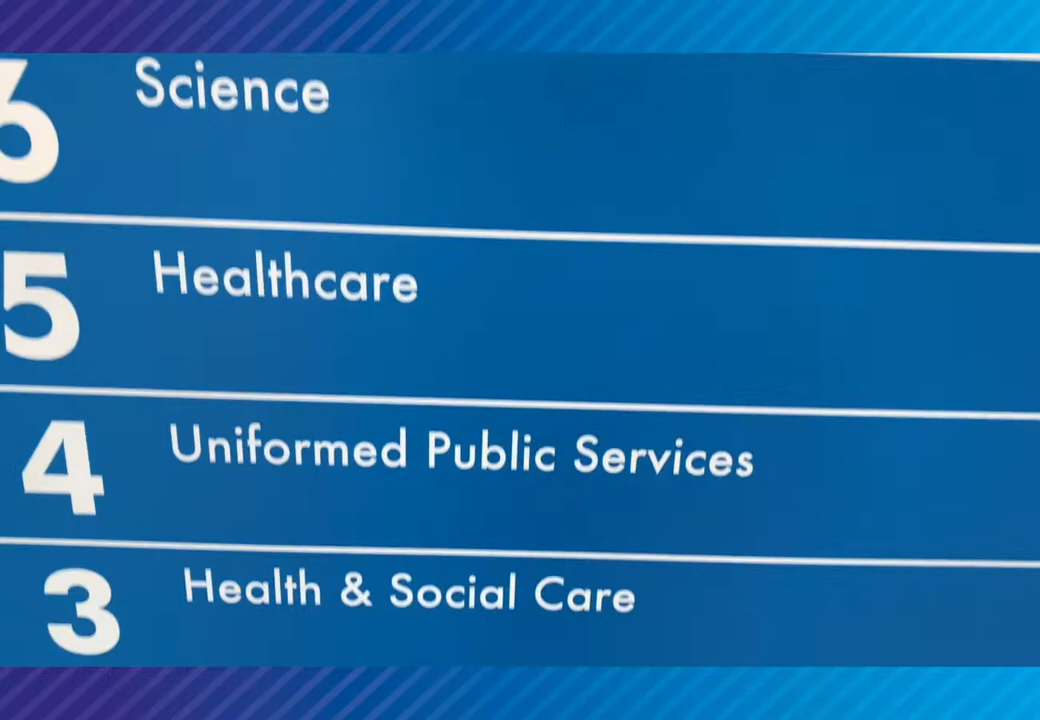 6 Science
5 Healthcare
4 Uniformed Public Services
3 Health & Social Care